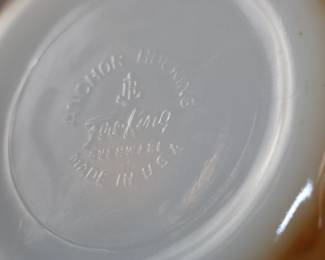 ANCHOR HOCKING
Fire-King
OVENWARE
MADE IN U.S.A.